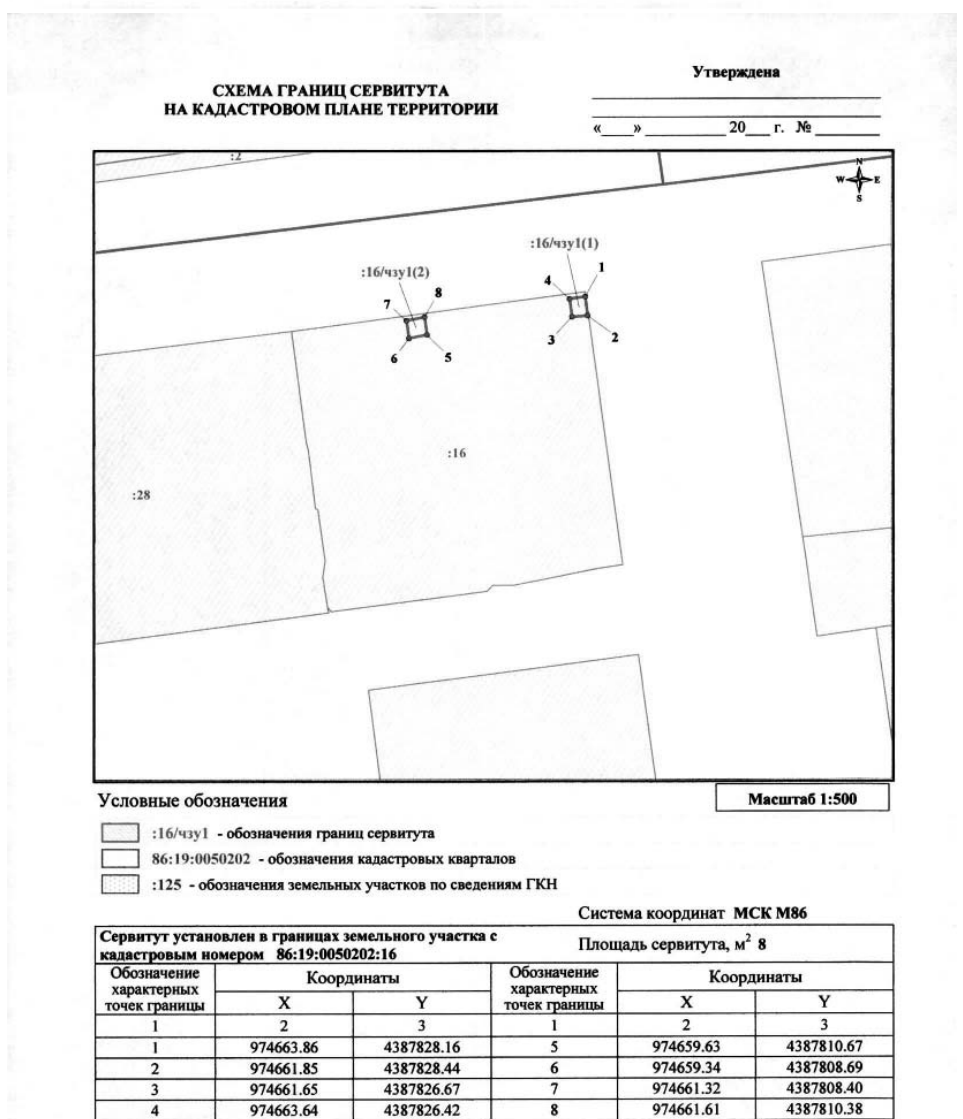 Утверждена
СХЕМА ГРАНИЦ СЕРВИТУТА
НА КАДАСТРОВОМ ПЛАНЕ ТЕРРИТОРИИ
«____» __________ 20___ г. № ________
:2
N
W E
S
:16/чзу1(1)
:16/чзу1(2)
4 1
3 2
7 8
6 5
:16
:28
Условные обозначения
Масштаб 1:500
:16/чзу1 - обозначения границ сервитута
86:19:0050202 - обозначения кадастровых кварталов
:125 - обозначения земельных участков по сведениям ГКН
Система координат МСК М86
Сервитут установлен в границах земельного участка с
кадастровым номером 86:19:0050202:16
Площадь сервитута, м² 8
Обозначение характерных точек границы Координаты Обозначение характерных точек границы Координаты
X Y X Y
1 2 3 1 2 3
1 974663.86 4387828.16 5 974659.63 4387810.67
2 974661.85 4387828.44 6 974659.34 4387808.69
3 974661.65 4387826.67 7 974661.32 4387808.40
4 974663.64 4387826.42 8 974661.61 4387810.38